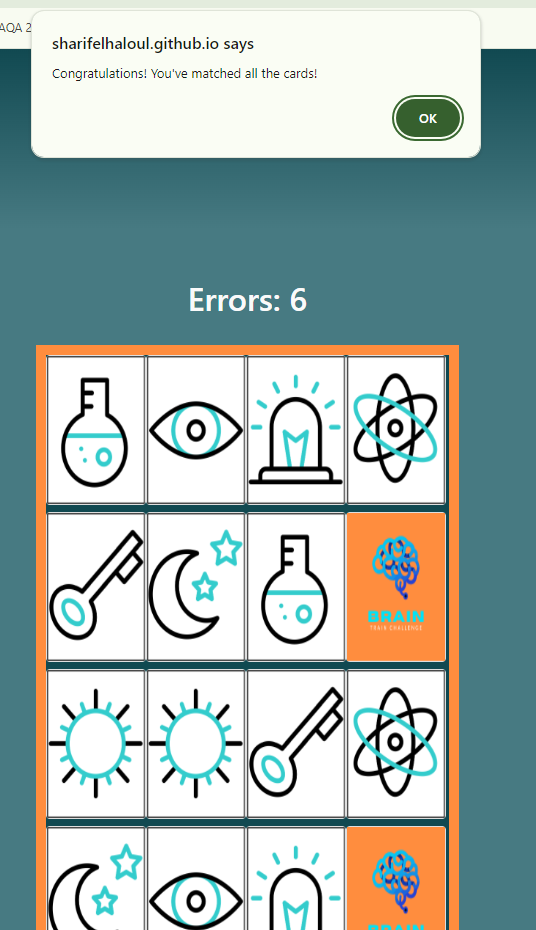 AQA 2
sharifelhaloul.github.io says
Congratulations! You've matched all the cards!
OK
Errors: 6
BRAIN
TRAIN CHALLENGE
BRAIN